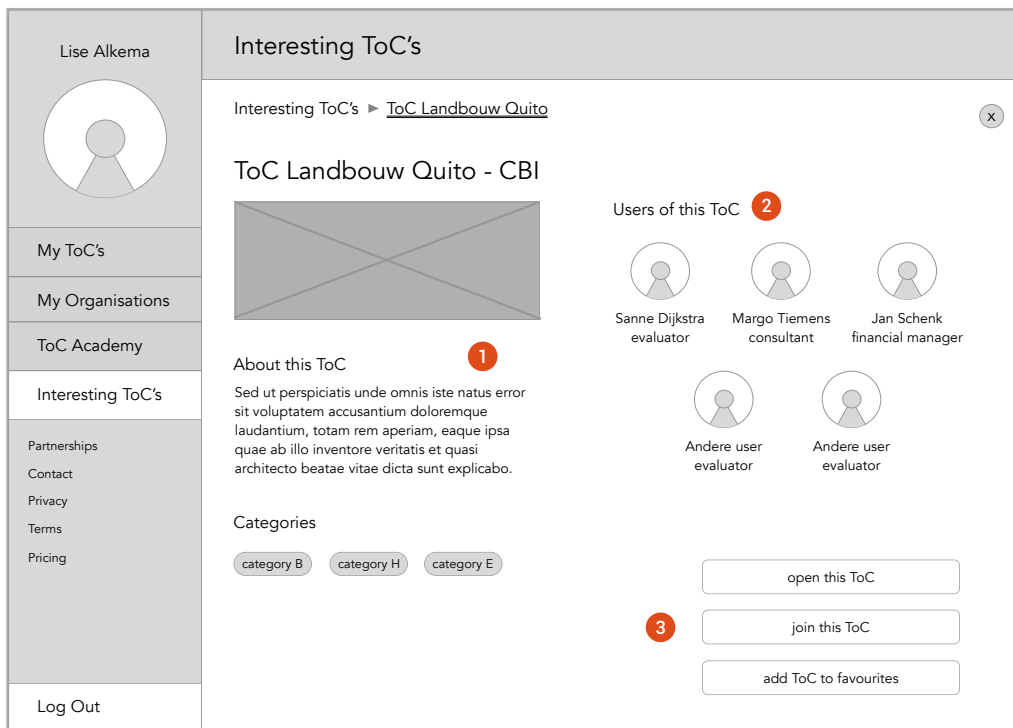 Lise Alkema
My ToC's
My Organisations
ToC Academy
Interesting ToC's
Partnerships
Contact
Privacy
Terms
Pricing
Log Out
Interesting ToC's
Interesting ToC's ► ToC Landbouw Quito
x
ToC Landbouw Quito - CBI
About this ToC
1
Sed ut perspiciatis unde omnis iste natus error
sit voluptatem accusantium doloremque
laudantium, totam rem aperiam, eaque ipsa
quae ab illo inventore veritatis et quasi
architecto beatae vitae dicta sunt explicabo.
Categories
category B
category H
category E
Users of this ToC
2
Sanne Dijkstra
evaluator
Margo Tiemens
consultant
Jan Schenk
financial manager
Andere user
evaluator
Andere user
evaluator
open this ToC
3
join this ToC
add ToC to favourites